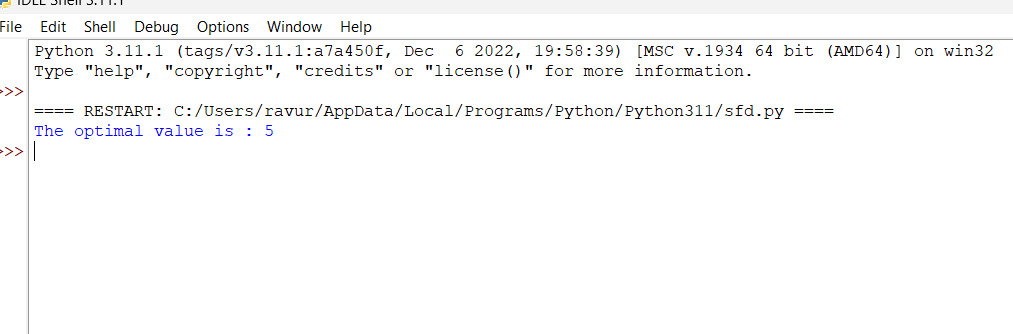 IDLE Shell 3.11.1
File Edit Shell Debug Options Window Help
Python 3.11.1 (tags/v3.11.1:a7a450f, Dec  6 2022, 19:58:39) [MSC v.1934 64 bit (AMD64)] on win32
Type "help", "copyright", "credits" or "license()" for more information.
>>>
==== RESTART: C:/Users/ravur/AppData/Local/Programs/Python/Python311/sfd.py ====
The optimal value is : 5
>>>